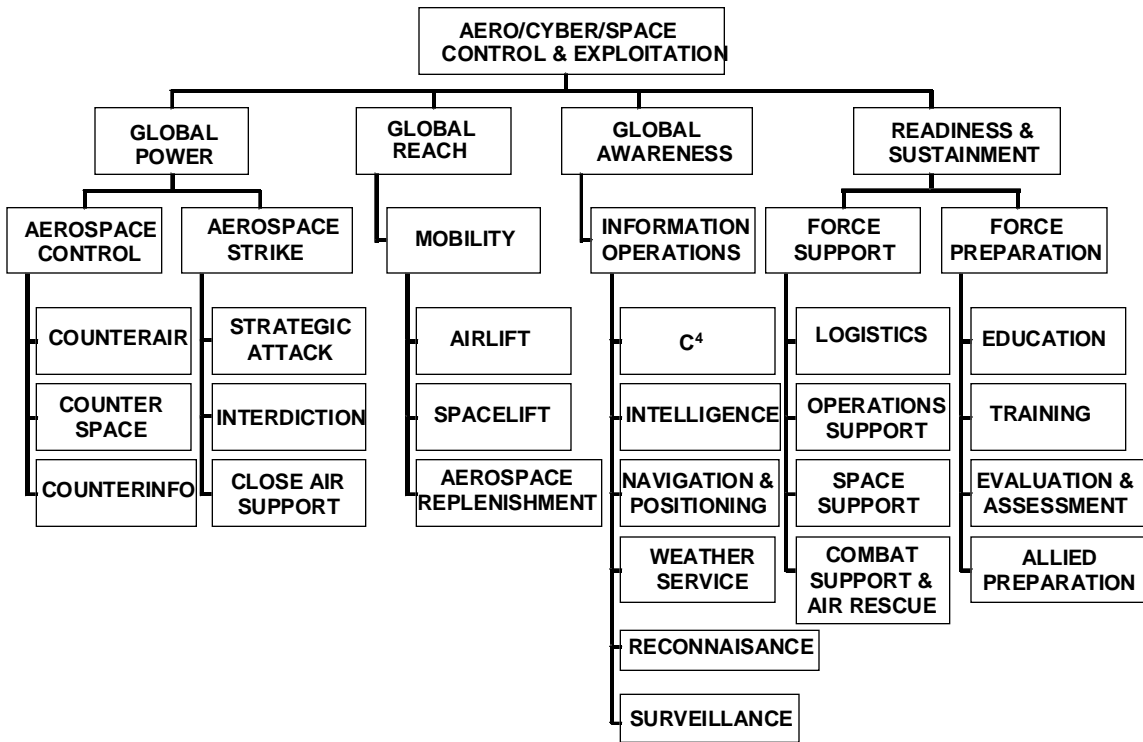 AERO/CYBER/SPACE
CONTROL & EXPLOITATION
GLOBAL
POWER
GLOBAL
REACH
GLOBAL
AWARENESS
READINESS &
SUSTAINMENT
AEROSPACE
CONTROL
AEROSPACE
STRIKE
MOBILITY
INFORMATION
OPERATIONS
FORCE
SUPPORT
FORCE
PREPARATION
COUNTERAIR
COUNTER
SPACE
COUNTERINFO
STRATEGIC
ATTACK
INTERDICTION
CLOSE AIR
SUPPORT
AIRLIFT
SPACELIFT
AEROSPACE
REPLENISHMENT
C⁴
INTELLIGENCE
NAVIGATION &
POSITIONING
WEATHER
SERVICE
RECONNAISANCE
SURVEILLANCE
LOGISTICS
OPERATIONS
SUPPORT
SPACE
SUPPORT
COMBAT
SUPPORT &
AIR RESCUE
EDUCATION
TRAINING
EVALUATION &
ASSESSMENT
ALLIED
PREPARATION